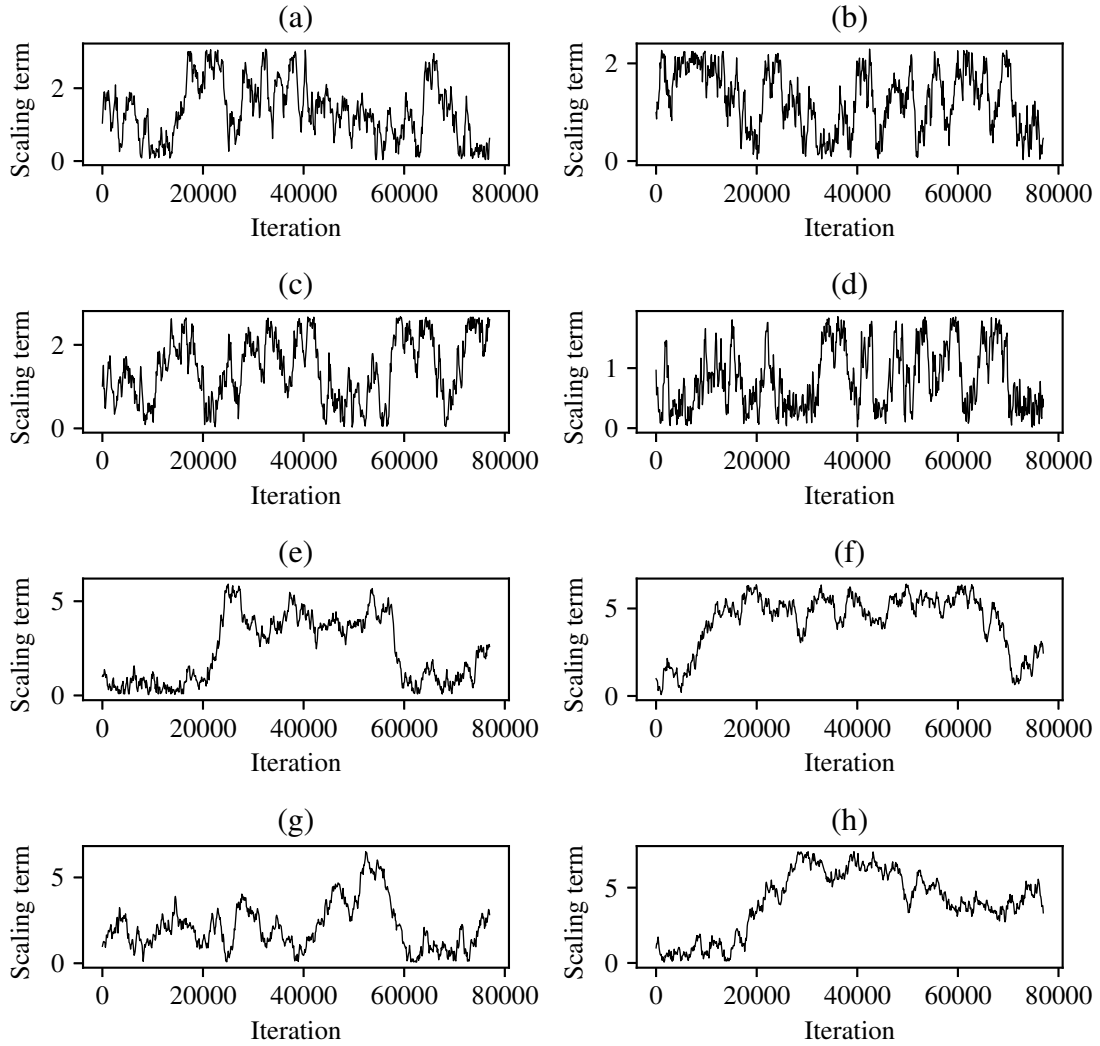 (a) (b)
Scaling term 2 0 Scaling term 2 0
0 20000 40000 60000 80000 0 20000 40000 60000 80000
Iteration Iteration
(c) (d)
Scaling term 2 0 Scaling term 1 0
0 20000 40000 60000 80000 0 20000 40000 60000 80000
Iteration Iteration
(e) (f)
Scaling term 5 0 Scaling term 5 0
0 20000 40000 60000 80000 0 20000 40000 60000 80000
Iteration Iteration
(g) (h)
Scaling term 5 0 Scaling term 5 0
0 20000 40000 60000 80000 0 20000 40000 60000 80000
Iteration Iteration